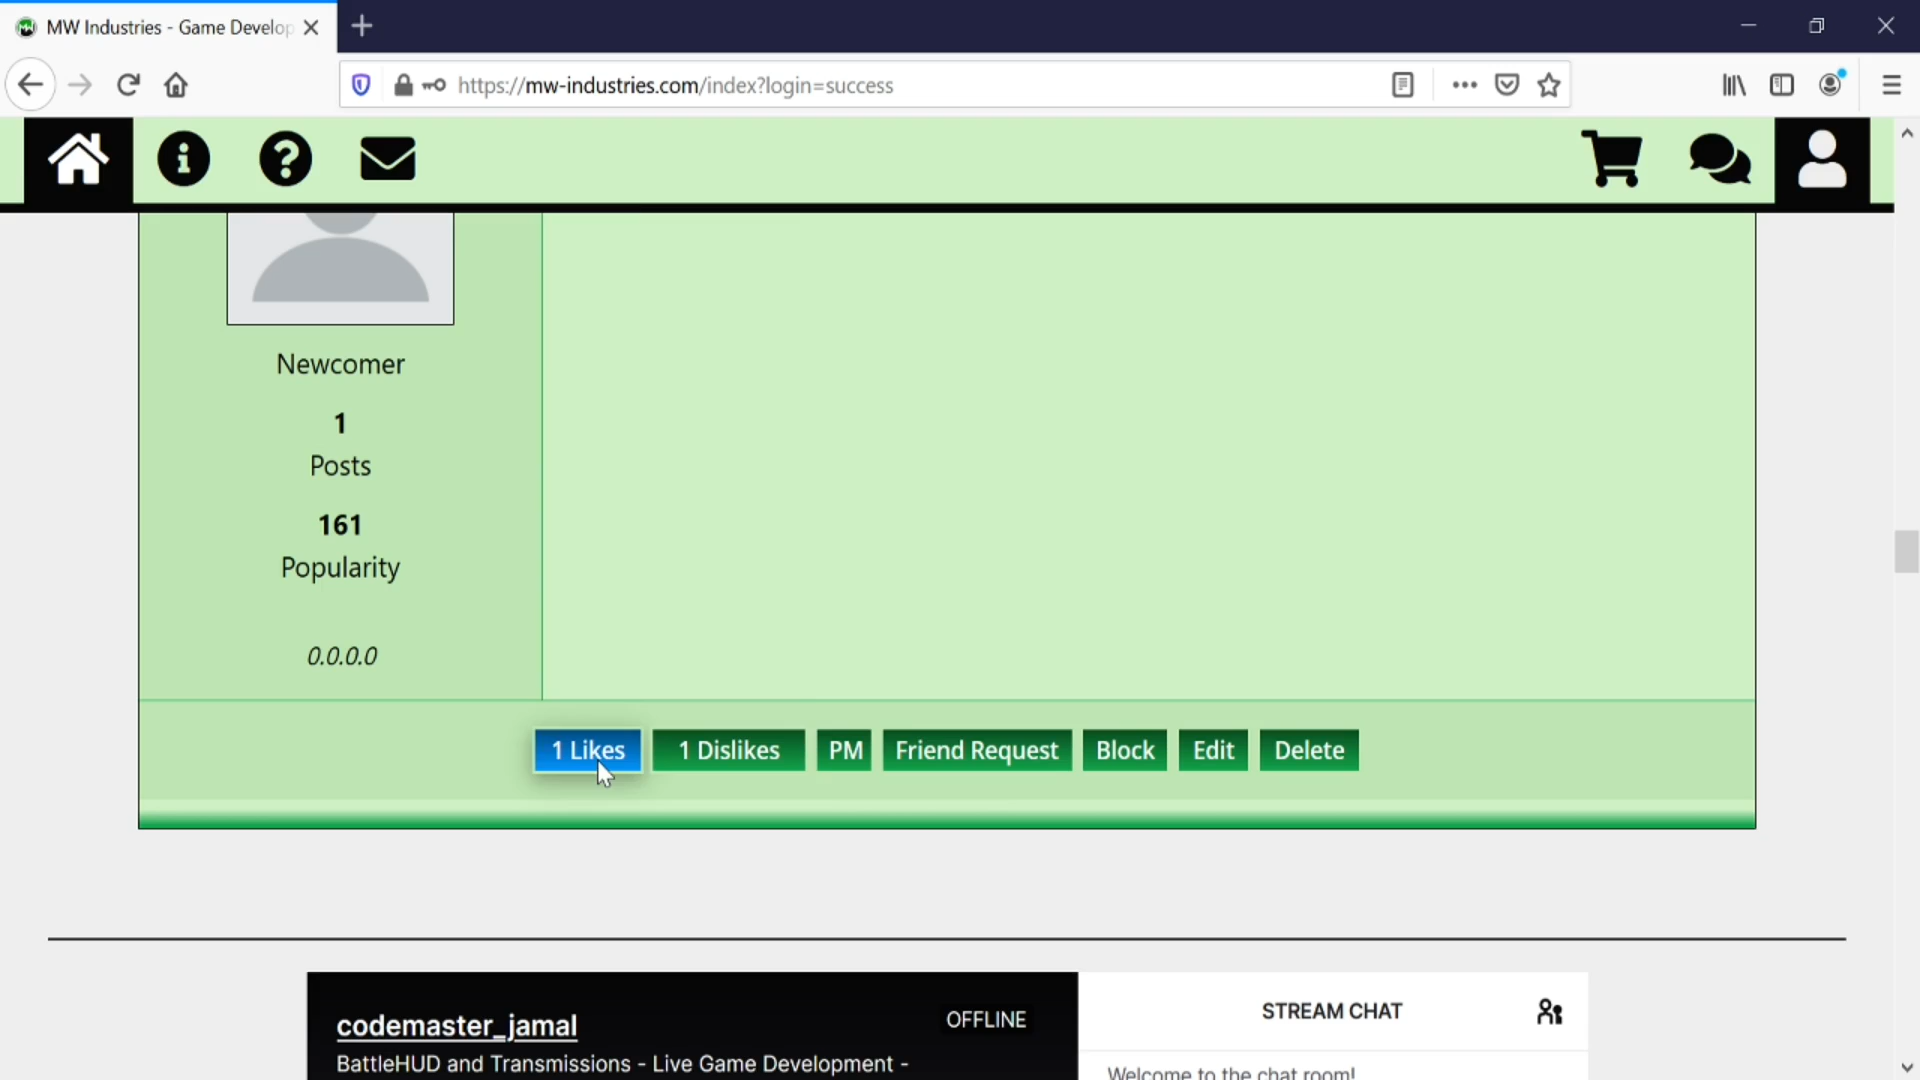 MW Industries - Game Develop
https://mw-industries.com/index?login=success
Newcomer
1
Posts
161
Popularity
0.0.0.0
1 Likes 1 Dislikes PM Friend Request Block Edit Delete
codemaster_jamal OFFLINE STREAM CHAT
BattleHUD and Transmissions - Live Game Development -
Welcome to the chat room!